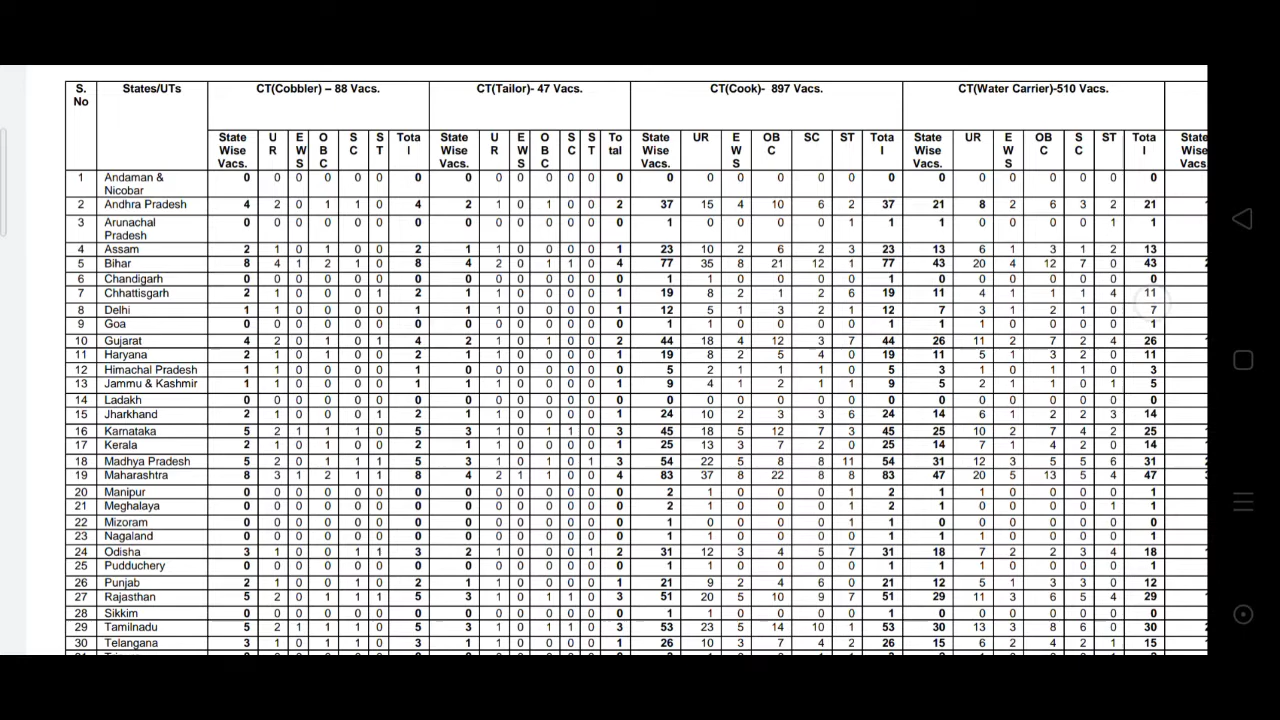 S. No States/UTs CT(Cobbler) – 88 Vacs. CT(Tailor)- 47 Vacs. CT(Cook)- 897 Vacs. CT(Water Carrier)-510 Vacs.
State Wise Vacs. UR EWS OBC SC ST Total State Wise Vacs. UR EWS OBC SC ST Total State Wise Vacs. UR EWS OBC SC ST Total State Wise Vacs. UR EWS OBC SC ST Total State Wise Vacs
1 Andaman & Nicobar 0 0 0 0 0 0 0 0 0 0 0 0 0 0 0 0 0 0 0 0 0 0 0 0 0 0 0 0
2 Andhra Pradesh 4 2 0 1 1 0 4 2 1 0 1 0 0 2 37 15 4 10 6 2 37 21 8 2 6 3 2 21
3 Arunachal Pradesh 0 0 0 0 0 0 0 0 0 0 0 0 0 0 1 0 0 0 0 1 1 1 0 0 0 0 1 1
4 Assam 2 1 0 1 0 0 2 1 1 0 0 0 0 1 23 10 2 6 2 3 23 13 6 1 3 1 2 13
5 Bihar 8 4 1 2 1 0 8 4 2 0 1 1 0 4 77 35 8 21 12 1 77 43 20 4 12 7 0 43
6 Chandigarh 0 0 0 0 0 0 0 0 0 0 0 0 0 0 1 1 0 0 0 0 1 0 0 0 0 0 0 0
7 Chhattisgarh 2 1 0 0 0 1 2 1 1 0 0 0 0 1 19 8 2 1 2 6 19 11 4 1 1 1 4 11
8 Delhi 1 1 0 0 0 0 1 1 1 0 0 0 0 1 12 5 1 3 2 1 12 7 3 1 2 1 0 7
9 Goa 0 0 0 0 0 0 0 0 0 0 0 0 0 0 1 1 0 0 0 0 1 1 1 0 0 0 0 1
10 Gujarat 4 2 0 1 0 1 4 2 1 0 1 0 0 2 44 18 4 12 3 7 44 26 11 2 7 2 4 26
11 Haryana 2 1 0 1 0 0 2 1 1 0 0 0 0 1 19 8 2 5 4 0 19 11 5 1 3 2 0 11
12 Himachal Pradesh 1 1 0 0 0 0 1 0 0 0 0 0 0 0 5 2 1 1 1 0 5 3 1 0 1 1 0 3
13 Jammu & Kashmir 1 1 0 0 0 0 1 1 1 0 0 0 0 1 9 4 1 2 1 1 9 5 2 1 1 0 1 5
14 Ladakh 0 0 0 0 0 0 0 0 0 0 0 0 0 0 0 0 0 0 0 0 0 0 0 0 0 0 0 0
15 Jharkhand 2 1 0 0 0 1 2 1 1 0 0 0 0 1 24 10 2 3 3 6 24 14 6 1 2 2 3 14
16 Karnataka 5 2 1 1 1 0 5 3 1 0 1 1 0 3 45 18 5 12 7 3 45 25 10 2 7 4 2 25
17 Kerala 2 1 0 1 0 0 2 1 1 0 0 0 0 1 25 13 3 7 2 0 25 14 7 1 4 2 0 14
18 Madhya Pradesh 5 2 0 1 1 1 5 3 1 0 1 0 1 3 54 22 5 8 8 11 54 31 12 3 5 5 6 31
19 Maharashtra 8 3 1 2 1 1 8 4 2 1 1 0 0 4 83 37 8 22 8 8 83 47 20 5 13 5 4 47
20 Manipur 0 0 0 0 0 0 0 0 0 0 0 0 0 0 2 1 0 0 0 1 2 1 1 0 0 0 0 1
21 Meghalaya 0 0 0 0 0 0 0 0 0 0 0 0 0 0 2 1 0 0 0 1 2 1 0 0 0 0 1 1
22 Mizoram 0 0 0 0 0 0 0 0 0 0 0 0 0 0 1 0 0 0 0 1 1 0 0 0 0 0 0 0
23 Nagaland 0 0 0 0 0 0 0 0 0 0 0 0 0 0 1 1 0 0 0 0 1 1 1 0 0 0 0 1
24 Odisha 3 1 0 0 1 1 3 2 1 0 0 0 1 2 31 12 3 4 5 7 31 18 7 2 2 3 4 18
25 Pudduchery 0 0 0 0 0 0 0 0 0 0 0 0 0 0 1 1 0 0 0 0 1 1 1 0 0 0 0 1
26 Punjab 2 1 0 0 1 0 2 1 1 0 0 0 0 1 21 9 2 4 6 0 21 12 5 1 3 3 0 12
27 Rajasthan 5 2 0 1 1 1 5 3 1 0 1 1 0 3 51 20 5 10 9 7 51 29 11 3 6 5 4 29
28 Sikkim 0 0 0 0 0 0 0 0 0 0 0 0 0 0 1 1 0 0 0 0 1 0 0 0 0 0 0 0
29 Tamilnadu 5 2 1 1 1 0 5 3 1 0 1 1 0 3 53 23 5 14 10 1 53 30 13 3 8 6 0 30
30 Telangana 3 1 0 1 1 0 3 1 1 0 0 0 0 1 26 10 3 7 4 2 26 15 6 2 4 2 1 15